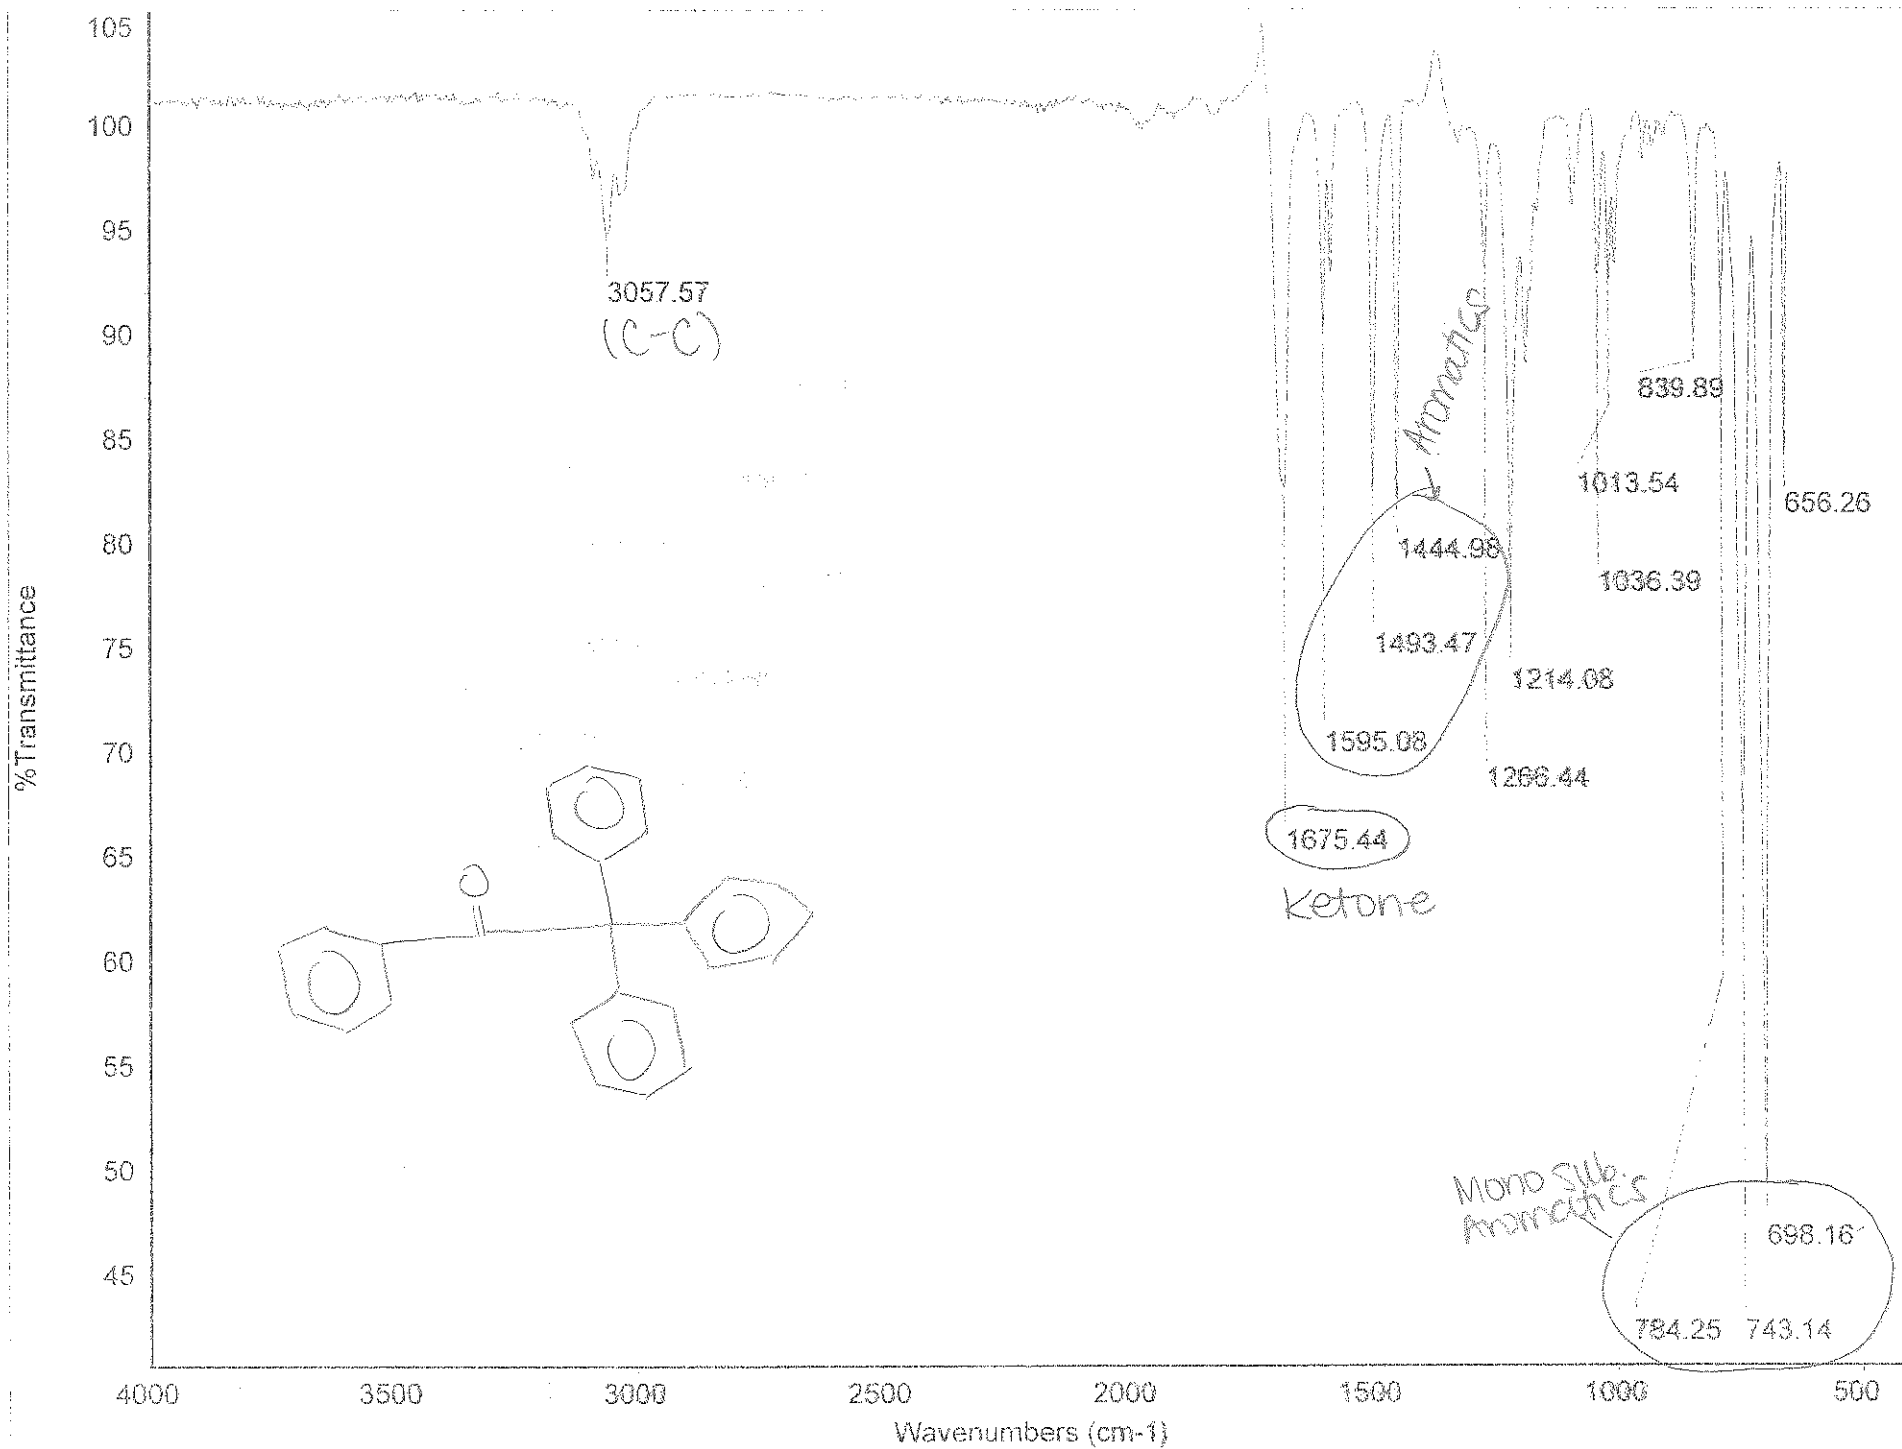 105
100
95
90
85
80
75
70
65
60
55
50
45
%Transmittance
3057.57
(C-C)
Aromatics
839.89
1013.54
656.26
1444.98
1036.39
1493.47
1214.08
1595.08
1266.44
1675.44
Ketone
O
Mono sub.
Aromatics
698.16
784.25 743.14
4000 3500 3000 2500 2000 1500 1000 500
Wavenumbers (cm-1)